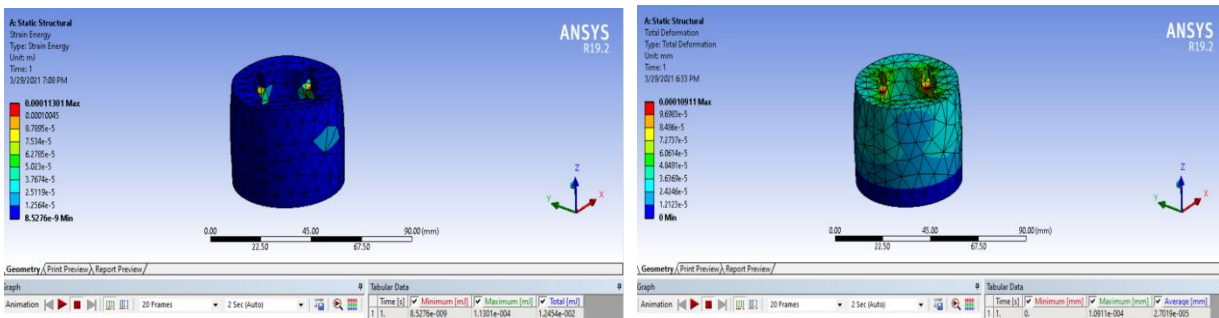 A: Static Structural
Strain Energy
Type: Strain Energy
Unit: mJ
Time: 1
3/29/2021 7:08 PM
0.00011301 Max
0.00010045
8.7895e-5
7.534e-5
6.2785e-5
5.023e-5
3.7674e-5
2.5119e-5
1.2564e-5
8.5276e-9 Min
ANSYS
R19.2
Z
Y
X
0.00
45.00
90.00 (mm)
22.50
67.50
Geometry Print Preview Report Preview
Graph
Animation
20 Frames
2 Sec (Auto)
Tabular Data
Time [s] Minimum [mJ] Maximum [mJ] Total [mJ]
1 1. 8.5276e-009 1.1301e-004 1.2454e-002
A: Static Structural
Total Deformation
Type: Total Deformation
Unit: mm
Time: 1
3/29/2021 6:33 PM
0.00010911 Max
9.6983e-5
8.486e-5
7.2737e-5
6.0614e-5
4.8491e-5
3.6369e-5
2.4246e-5
1.2123e-5
0 Min
ANSYS
R19.2
Z
Y
X
0.00
45.00
90.00 (mm)
22.50
67.50
Geometry Print Preview Report Preview
Graph
Animation
20 Frames
2 Sec (Auto)
Tabular Data
Time [s] Minimum [mm] Maximum [mm] Average [mm]
1 1. 0. 1.0911e-004 2.7019e-005